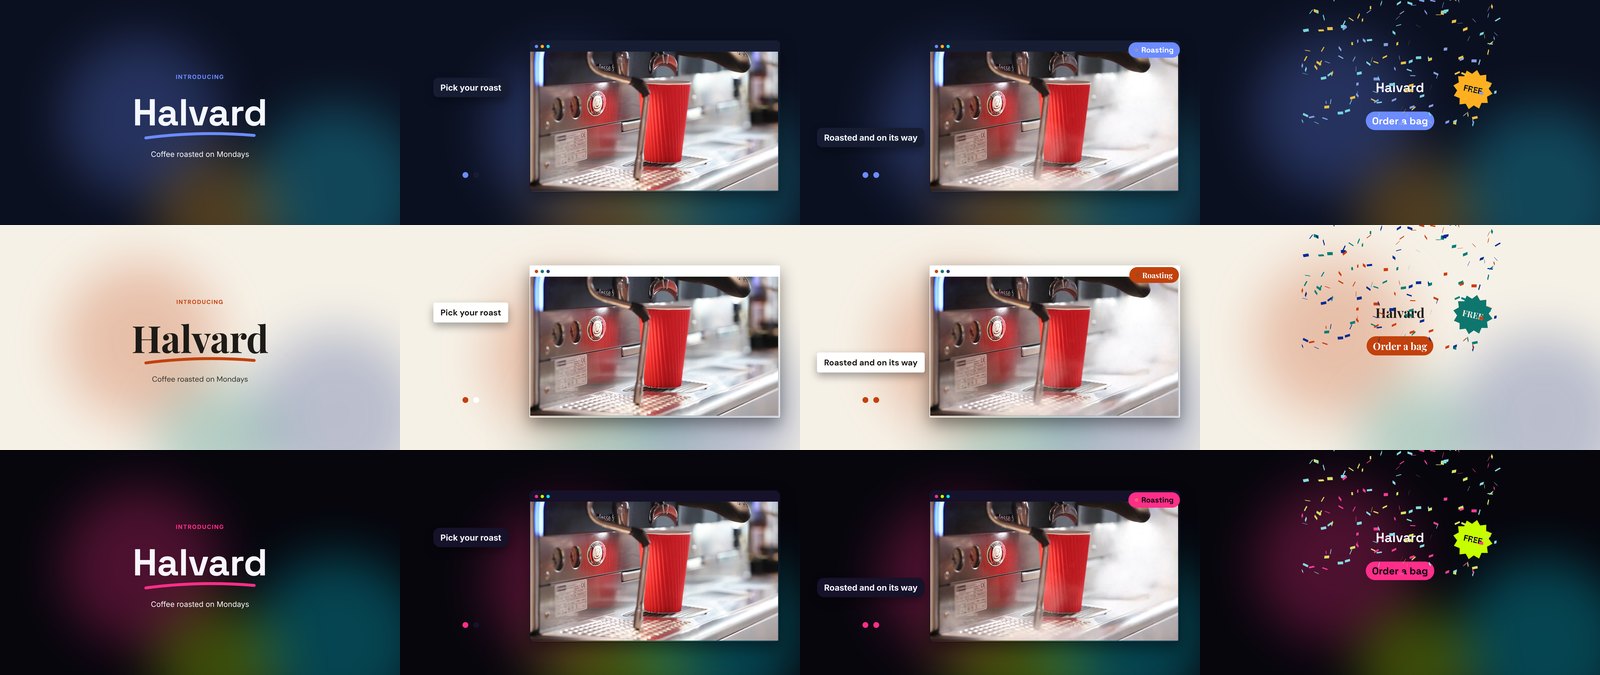 INTRODUCING
Halvard
Coffee roasted on Mondays
Pick your roast
Roasting
Roasted and on its way
Halvard
FREE
Order a bag
INTRODUCING
Halvard
Coffee roasted on Mondays
Pick your roast
Roasting
Roasted and on its way
Halvard
FREE
Order a bag
INTRODUCING
Halvard
Coffee roasted on Mondays
Pick your roast
Roasting
Roasted and on its way
Halvard
FREE
Order a bag